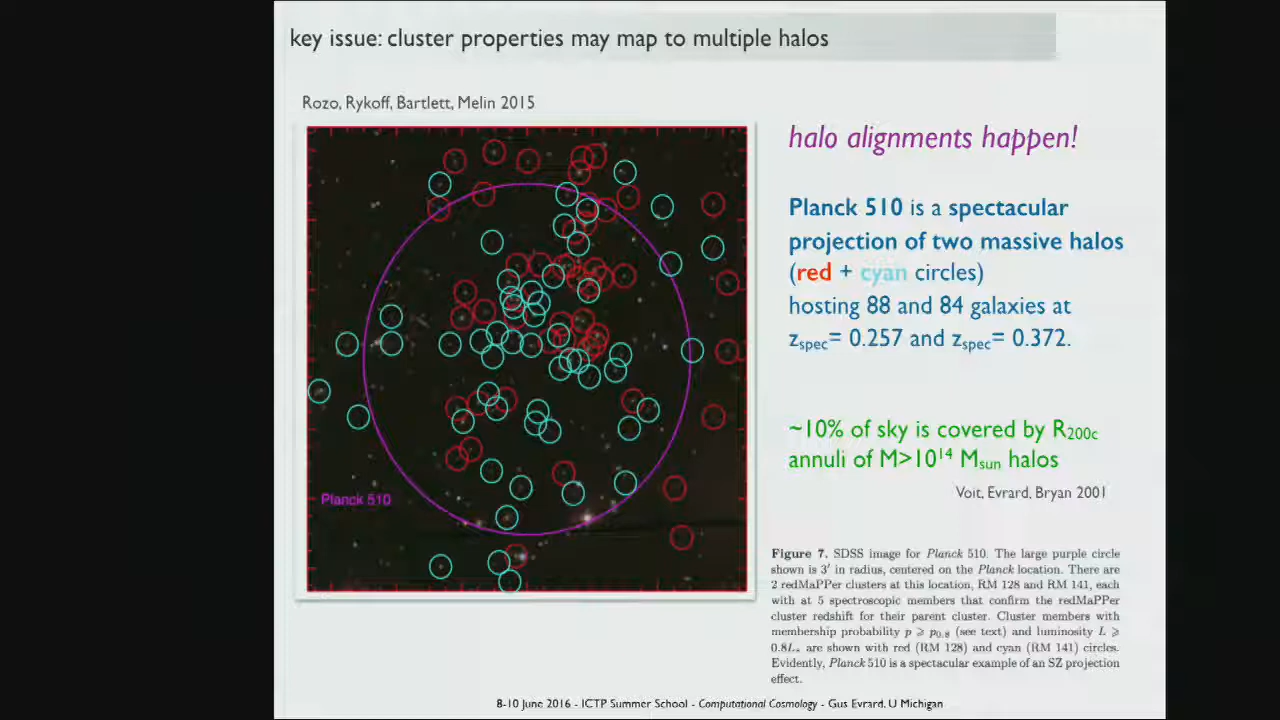 key issue: cluster properties may map to multiple halos
Rozo, Rykoff, Bartlett, Melin 2015
Planck 510
halo alignments happen!
Planck 510 is a spectacular
projection of two massive halos
(red + cyan circles)
hosting 88 and 84 galaxies at
zspec= 0.257 and zspec= 0.372.
~10% of sky is covered by R200c
annuli of M>10¹⁴ Msun halos
Voit, Evrard, Bryan 2001
Figure 7. SDSS image for Planck 510. The large purple circle
shown is 3′ in radius, centered on the Planck location. There are
2 redMaPPer clusters at this location, RM 128 and RM 141, each
with at 5 spectroscopic members that confirm the redMaPPer
cluster redshift for their parent cluster. Cluster members with
membership probability p ⩾ p0.8 (see text) and luminosity L ⩾
0.8L* are shown with red (RM 128) and cyan (RM 141) circles.
Evidently, Planck 510 is a spectacular example of an SZ projection
effect.
8-10 June 2016 - ICTP Summer School - Computational Cosmology - Gus Evrard, U Michigan